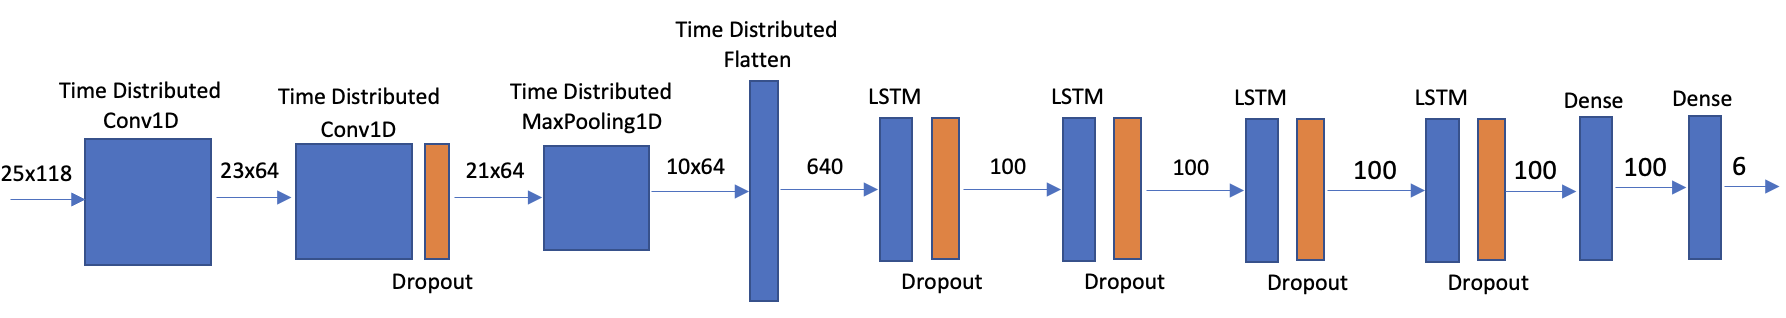 Time Distributed
Flatten
Time Distributed
Conv1D
Time Distributed
Conv1D
Time Distributed
MaxPooling1D
LSTM
LSTM
LSTM
LSTM
Dense
Dense
25x118
23x64
21x64
10x64
640
100
100
100
100
100
6
Dropout
Dropout
Dropout
Dropout
Dropout